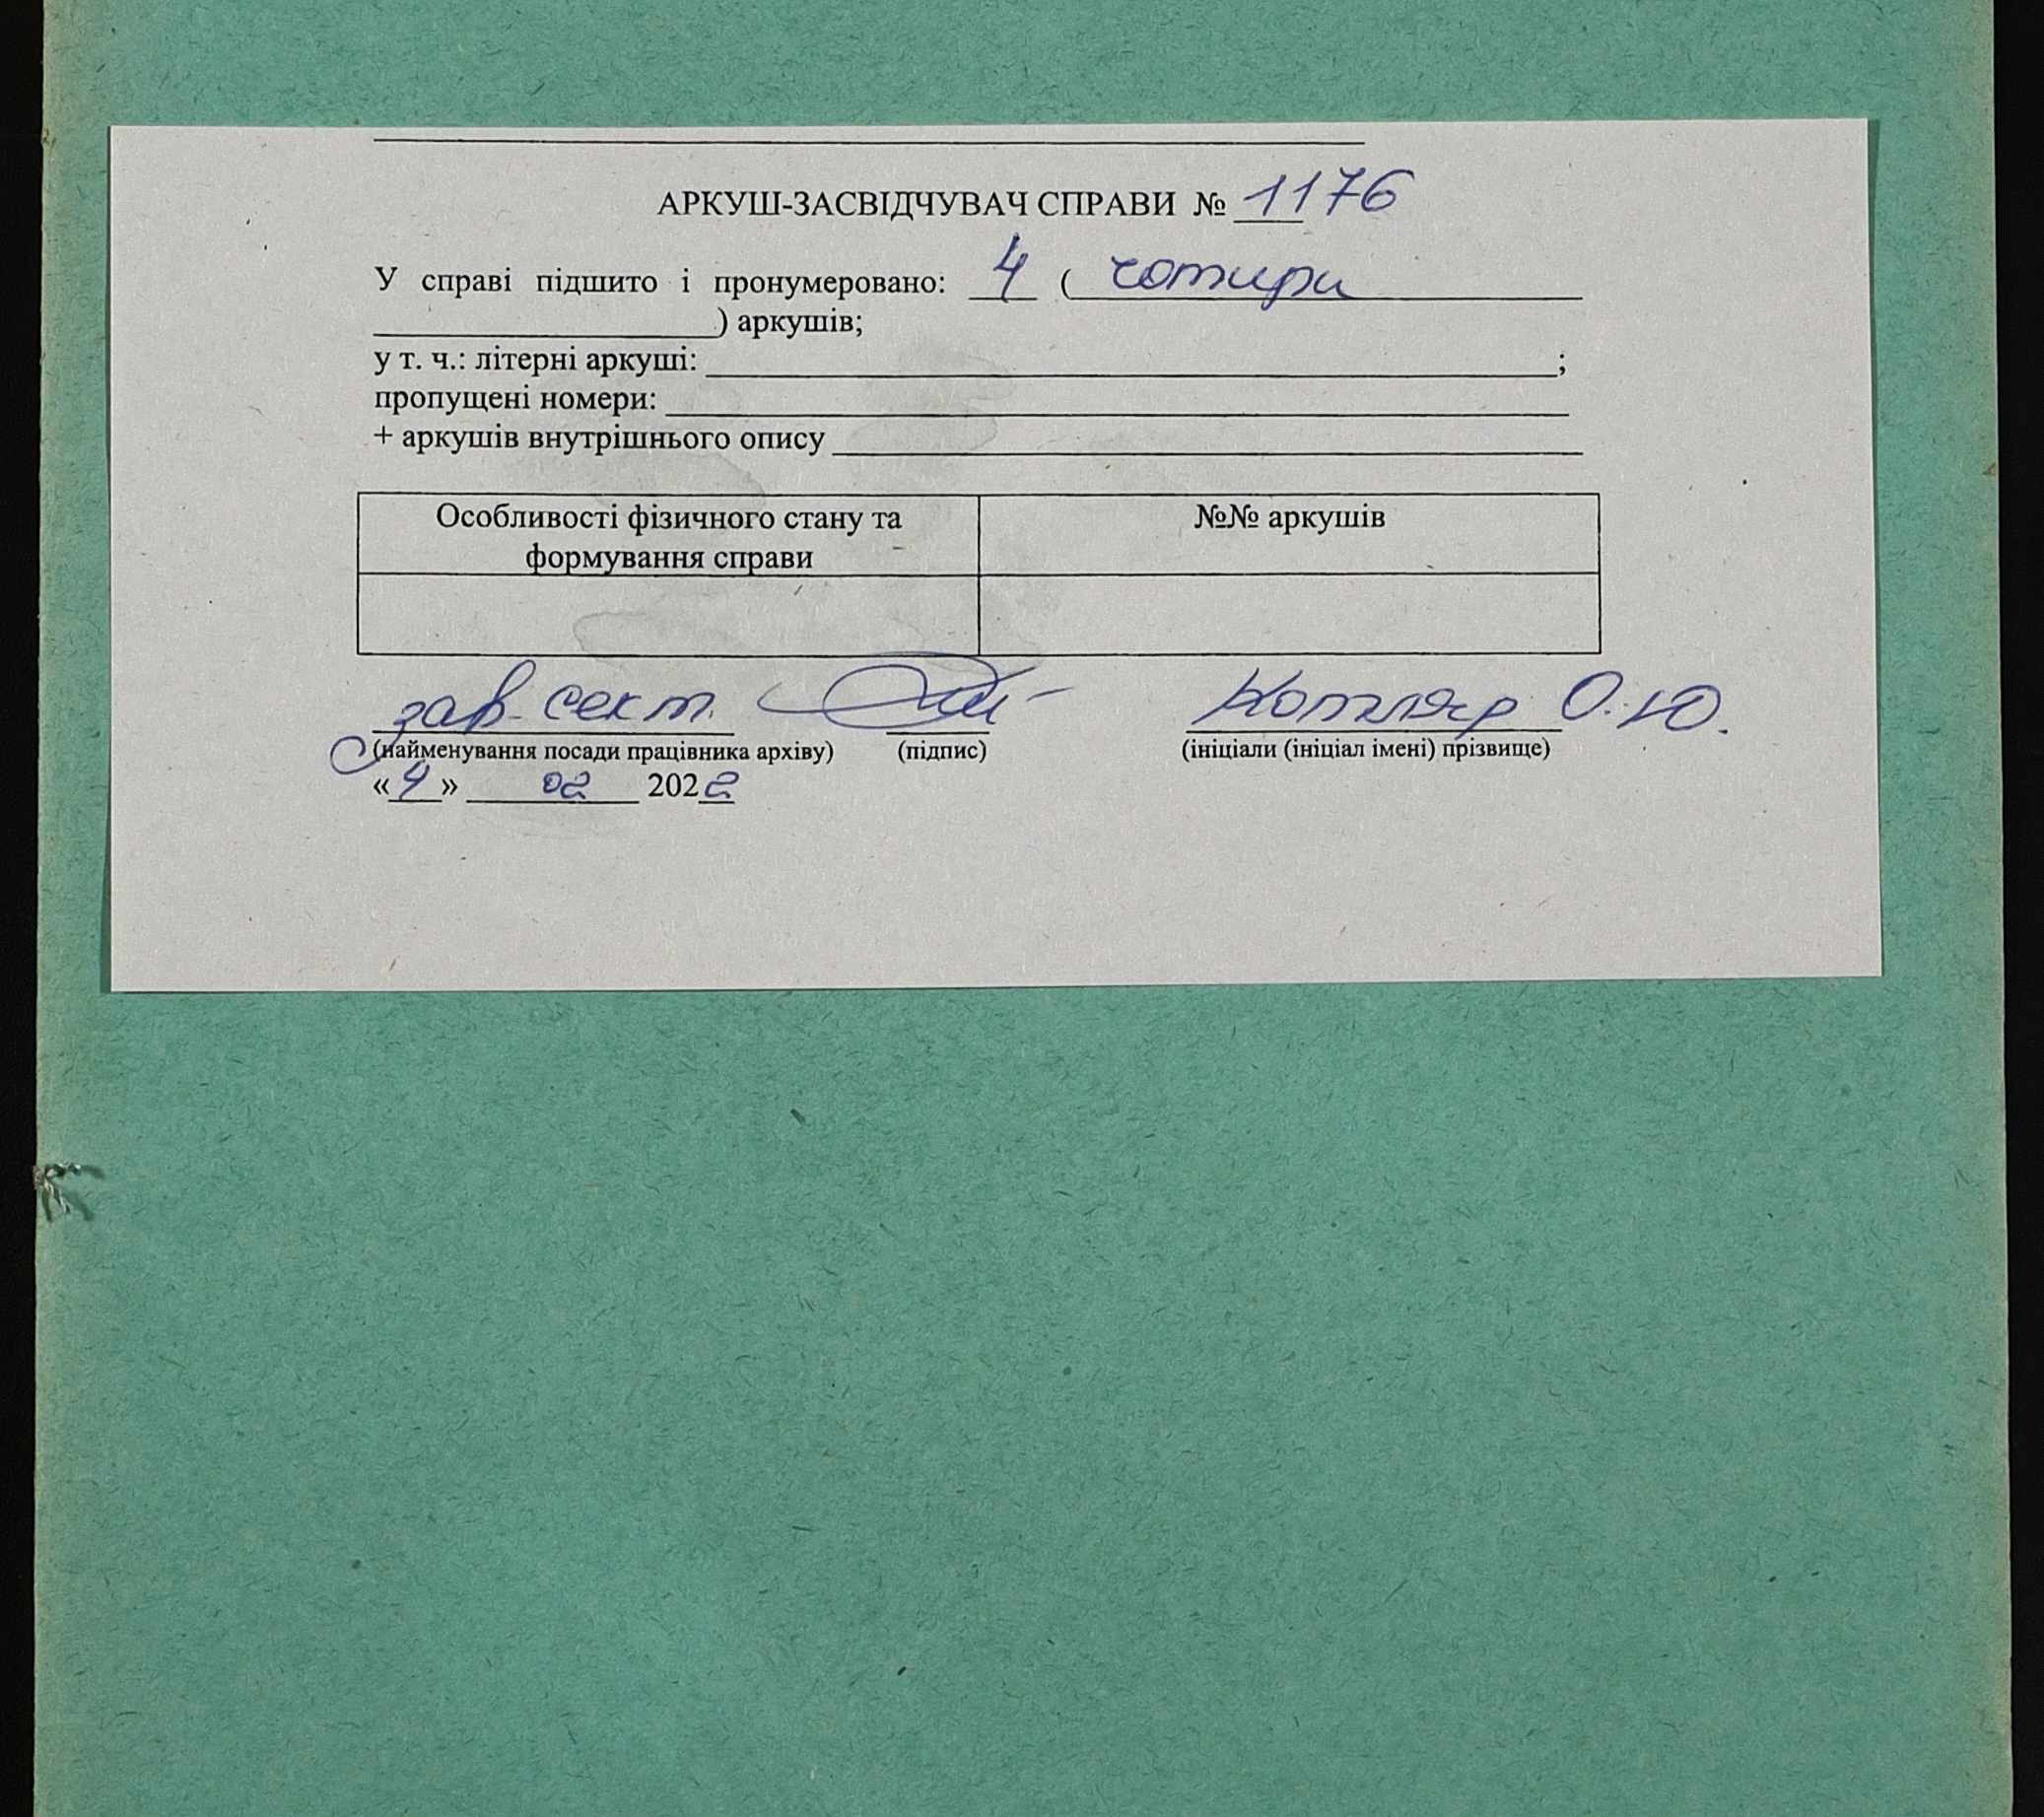 АРКУШ-ЗАСВІДЧУВАЧ СПРАВИ № 1176
У справі підшито і пронумеровано: 4 ( чотири
) аркушів;
у т. ч.: літерні аркуші: ;
пропущені номери:
+ аркушів внутрішнього опису
Особливості фізичного стану та
формування справи
№№ аркушів
зав. сект. Котляр О.Ю.
(найменування посади працівника архіву) (підпис) (ініціали (ініціал імені) прізвище)
«4» 02 2022